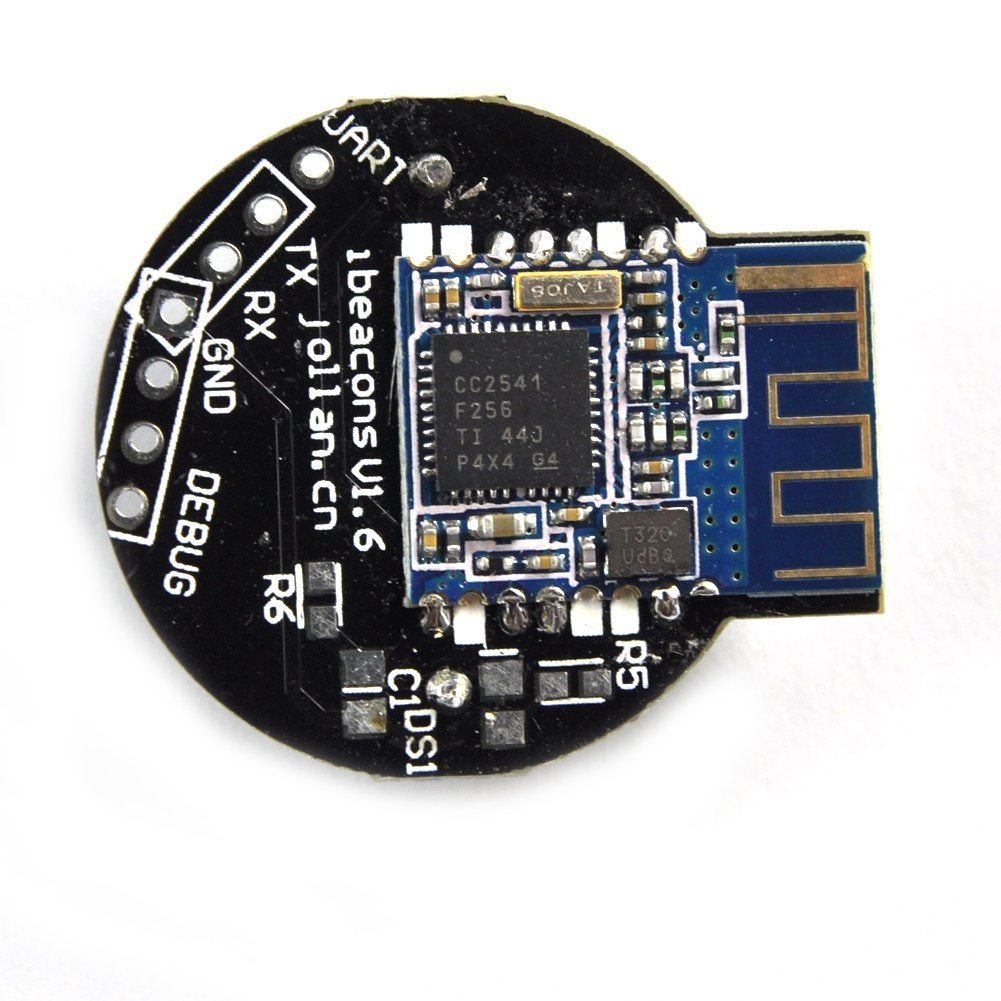 UART
TX
RX
GND
DEBUG
ibeacons V1.6
jollan.cn
TAJ06
CC2541
F256
TI 44J
P4X4 G4
T320
UdBQ
R6
C1
DS1
R5